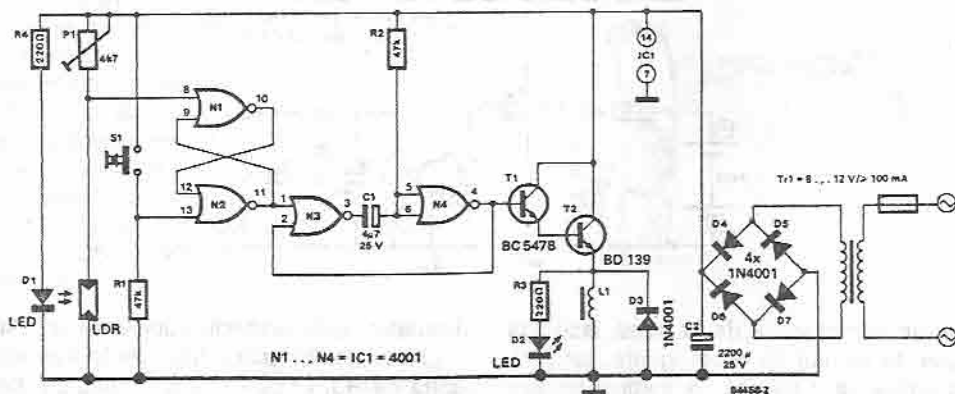 R4
220Ω
P1
4k7
R2
47k
14
IC1
7
8
9
N1
10
S1
12
13
N2
11
1
2
N3
3
C1
4µ7
25 V
5
6
N4
4
T1
BC5478
T2
BD 139
Tr1 = 8 ... 12 V/> 100 mA
D4
D5
4x
1N4001
D6
D7
D1
LED
LDR
R1
47k
R3
220Ω
D2
LED
L1
D3
1N4001
C2
2200µ
25 V
N1 ... N4 = IC1 = 4001
84458-2